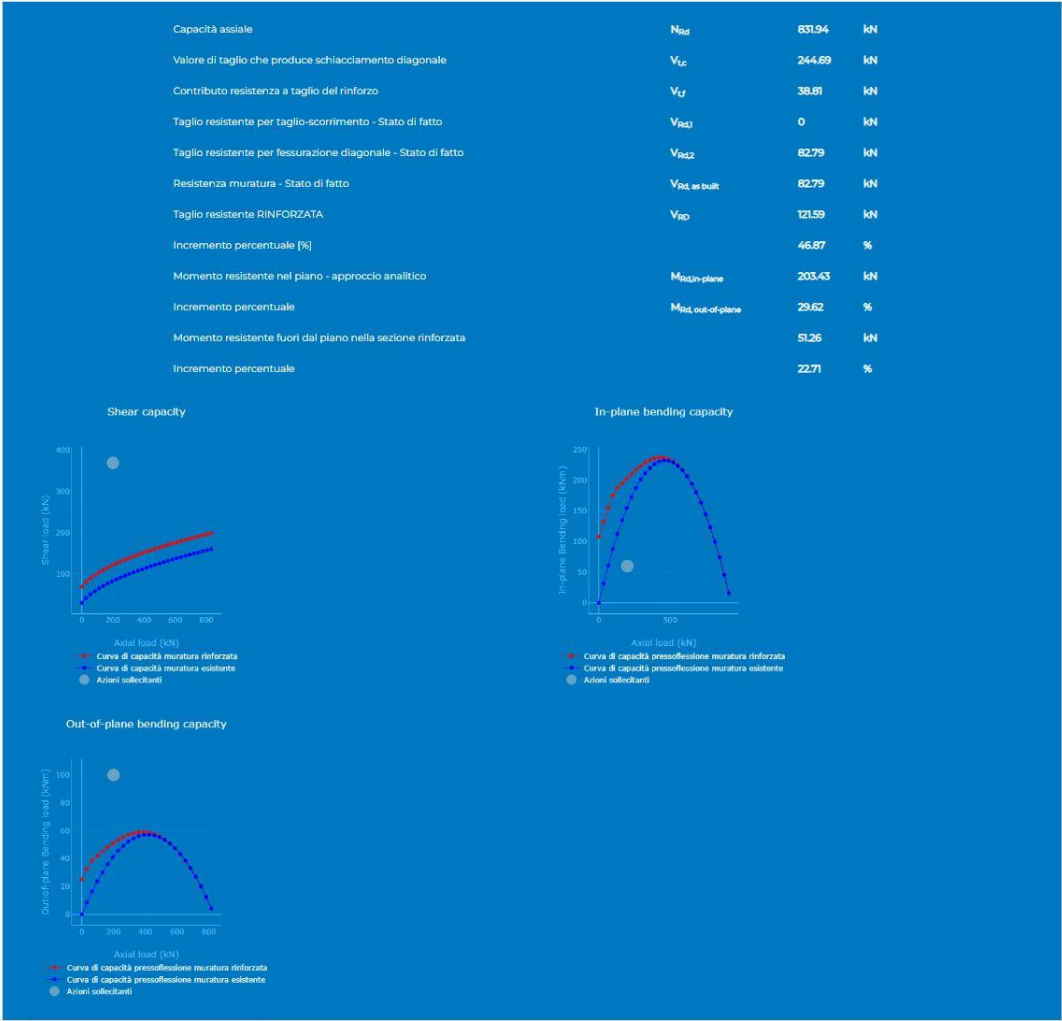 Capacità assiale NRd 831.94 kN
Valore di taglio che produce schiacciamento diagonale Vt,c 244.69 kN
Contributo resistenza a taglio del rinforzo Vt,f 38.81 kN
Taglio resistente per taglio-scorrimento - Stato di fatto VRd,1 0 kN
Taglio resistente per fessurazione diagonale - Stato di fatto VRd,2 82.79 kN
Resistenza muratura - Stato di fatto VRd, as built 82.79 kN
Taglio resistente RINFORZATA VRD 121.59 kN
Incremento percentuale [%] 46.87 %
Momento resistente nel piano - approccio analitico MRd,in-plane 203.43 kN
Incremento percentuale MRd, out-of-plane 29.62 %
Momento resistente fuori dal piano nella sezione rinforzata 51.26 kN
Incremento percentuale 22.71 %
Shear capacity
400
300
200
100
Shear load (kN)
0 200 400 600 800
Axial load (kN)
Curva di capacità muratura rinforzata
Curva di capacità muratura esistente
Azioni sollecitanti
In-plane bending capacity
250
200
150
100
50
0
In-plane Bending load (kNm)
0 500
Axial load (kN)
Curva di capacità pressoflessione muratura rinforzata
Curva di capacità pressoflessione muratura esistente
Azioni sollecitanti
Out-of-plane bending capacity
100
80
60
40
20
0
Out-of-plane Bending load (kNm)
0 200 400 600 800
Axial load (kN)
Curva di capacità pressoflessione muratura rinforzata
Curva di capacità pressoflessione muratura esistente
Azioni sollecitanti